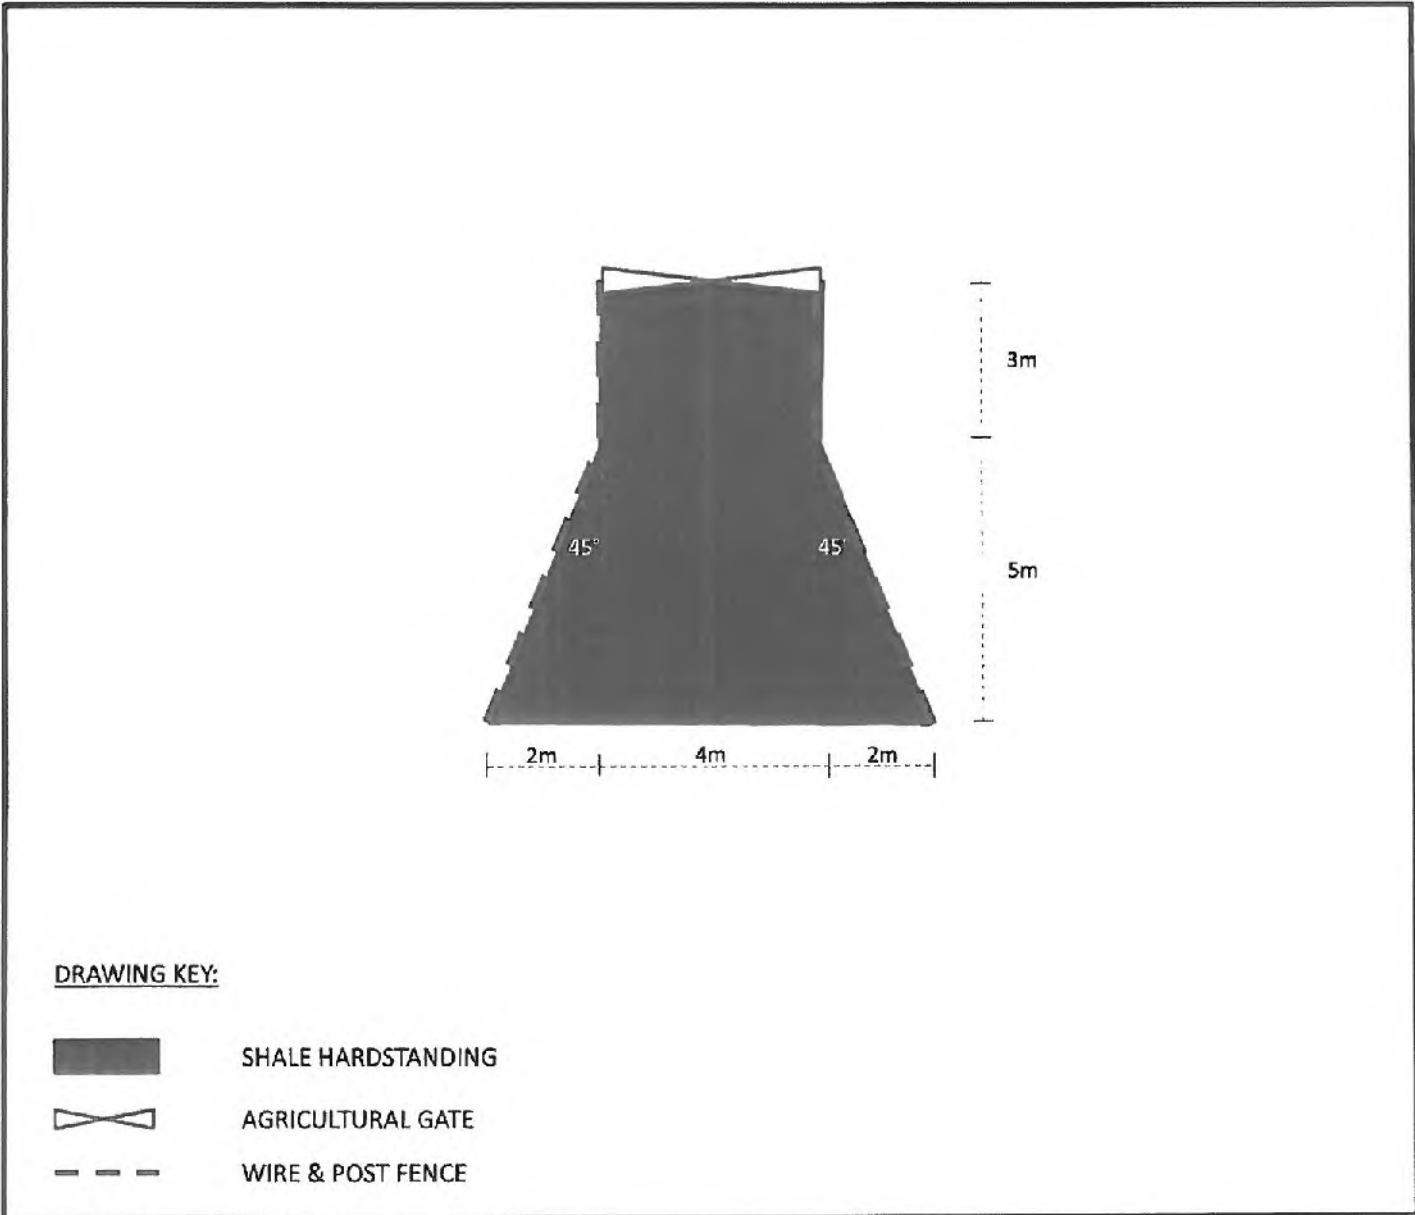 3m
45°
45°
5m
2m
4m
2m
DRAWING KEY:
SHALE HARDSTANDING
AGRICULTURAL GATE
WIRE & POST FENCE